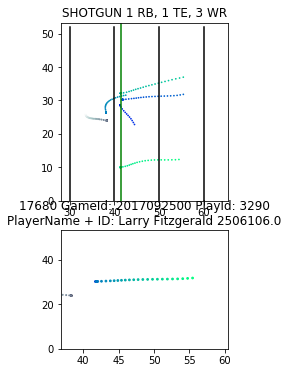 SHOTGUN 1 RB, 1 TE, 3 WR
50
40
30
20
10
0
30 40 50 60
17680 GameId: 2017092500 PlayId: 3290
PlayerName + ID: Larry Fitzgerald 2506106.0
40
20
0
40 45 50 55 60